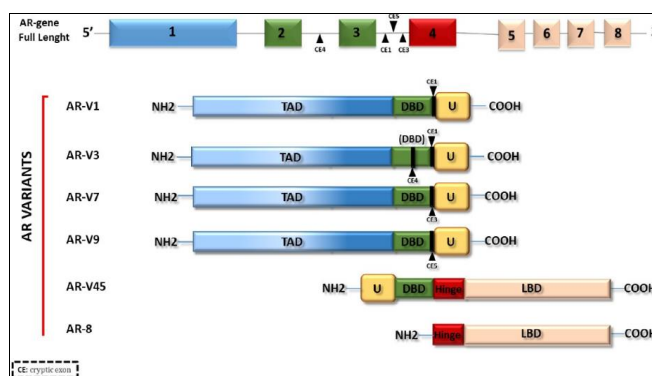 AR-gene
Full Lenght
5’
1
2
3
4
5
6
7
8
CE4
CE5
CE1
CE3
AR VARIANTS
AR-V1
NH2
TAD
DBD
CE1
U
COOH
AR-V3
NH2
TAD
(DBD)
CE4
CE1
U
COOH
AR-V7
NH2
TAD
DBD
CE3
U
COOH
AR-V9
NH2
TAD
DBD
CE5
U
COOH
AR-V45
NH2
U
DBD
Hinge
LBD
COOH
AR-8
NH2
Hinge
LBD
COOH
CE: cryptic exon